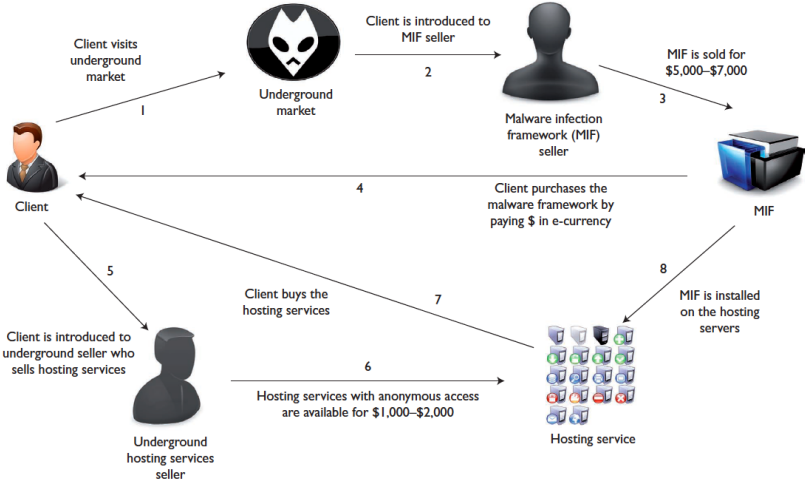 Client visits
underground
market
1
Underground
market
Client is introduced to
MIF seller
2
Malware infection
framework (MIF)
seller
MIF is sold for
$5,000–$7,000
3
Client
4
Client purchases the
malware framework by
paying $ in e-currency
MIF
5
Client is introduced to
underground seller who
sells hosting services
Underground
hosting services
seller
6
Hosting services with anonymous access
are available for $1,000–$2,000
Client buys the
hosting services
7
8
MIF is installed
on the hosting
servers
Hosting service